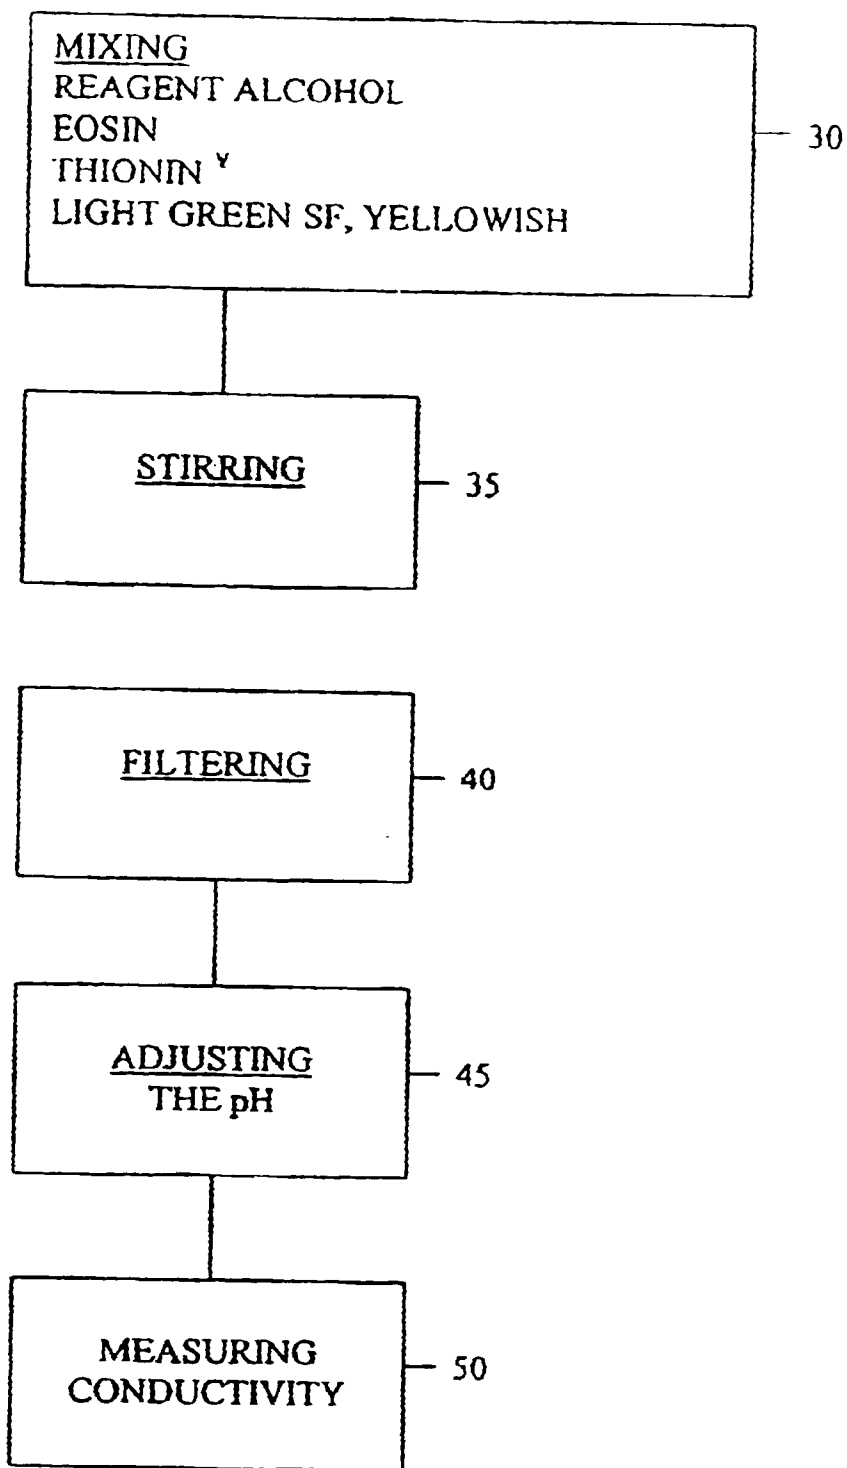 MIXING
REAGENT ALCOHOL
EOSIN
THIONIN Y
LIGHT GREEN SF, YELLOWISH
30
STIRRING
35
FILTERING
40
ADJUSTING
THE pH
45
MEASURING
CONDUCTIVITY
50